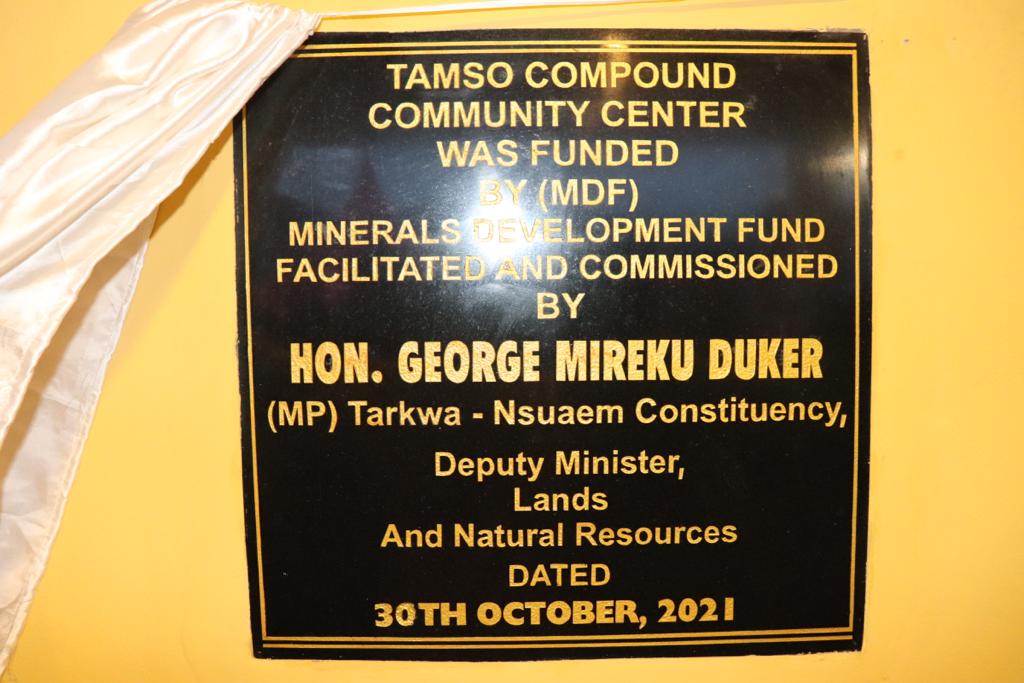 TAMSO COMPOUND
COMMUNITY CENTER
WAS FUNDED
BY (MDF)
MINERALS DEVELOPMENT FUND
FACILITATED AND COMMISSIONED
BY
HON. GEORGE MIREKU DUKER
(MP) Tarkwa - Nsuaem Constituency,
Deputy Minister,
Lands
And Natural Resources
DATED
30TH OCTOBER, 2021